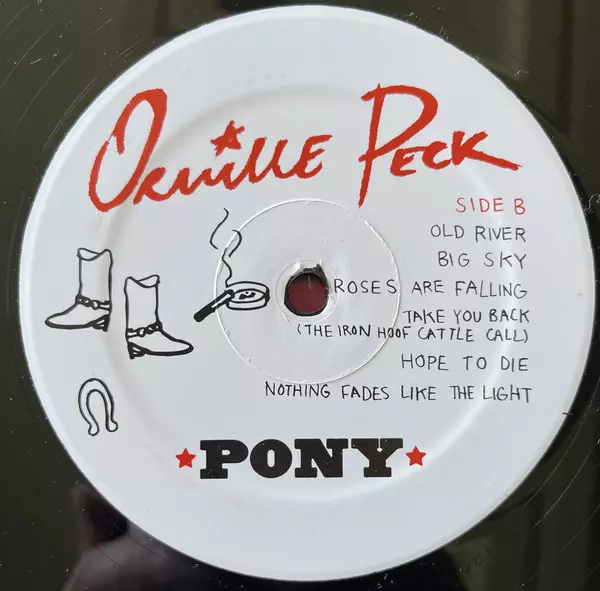 ORVILLE PECK
SIDE B
OLD RIVER
BIG SKY
ROSES ARE FALLING
TAKE YOU BACK
(THE IRON HOOF CATTLE CALL)
HOPE TO DIE
NOTHING FADES LIKE THE LIGHT
PONY